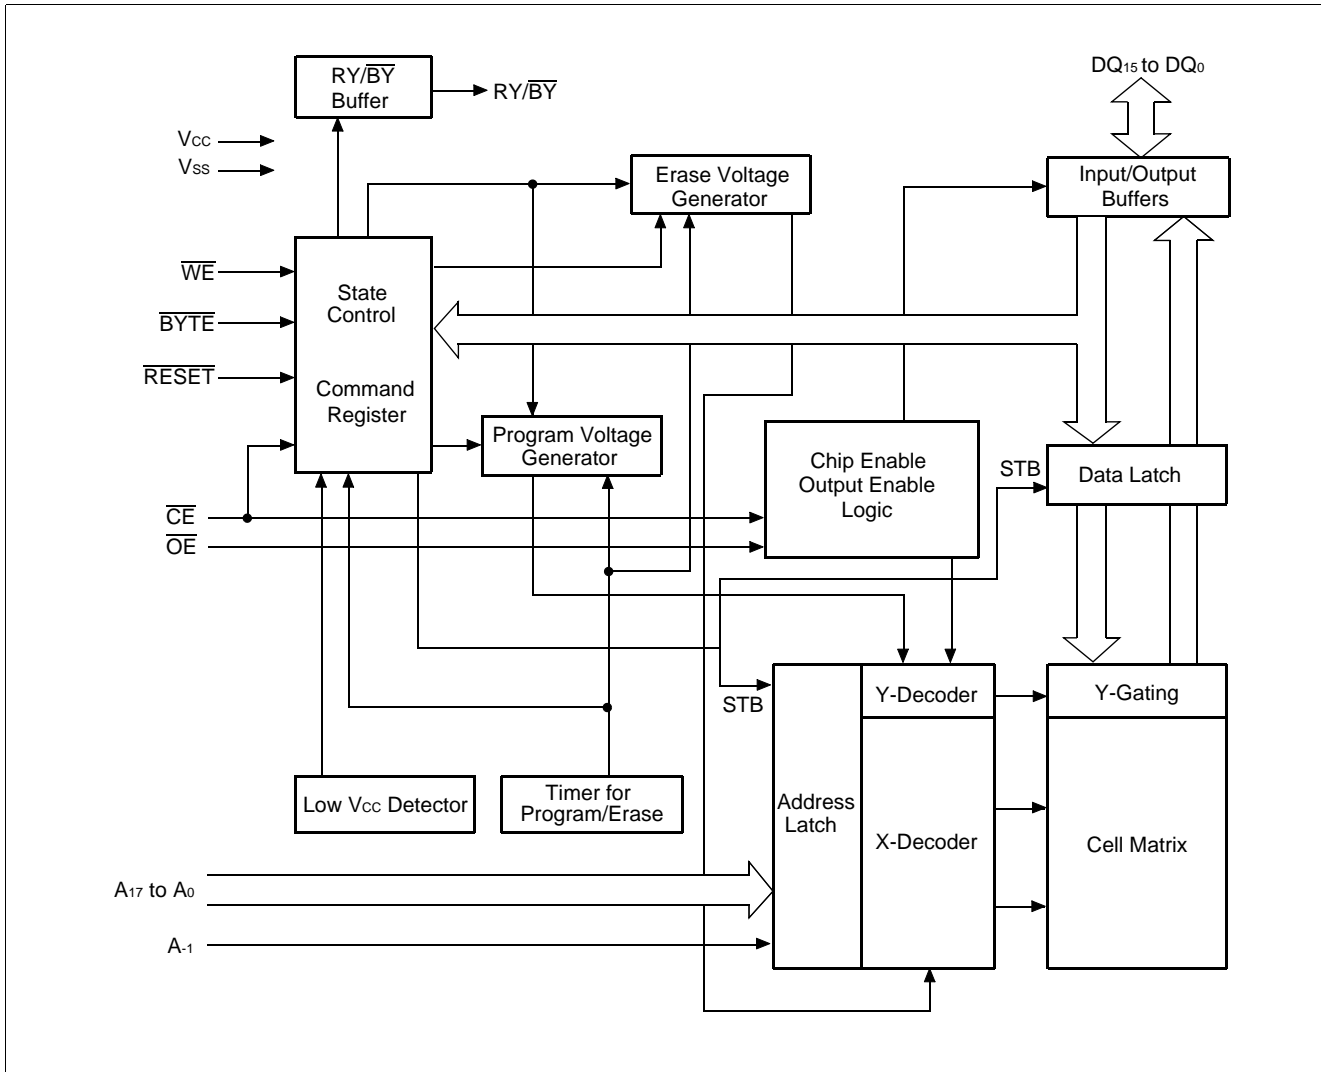 RY/BY
Buffer
RY/BY
DQ15 to DQ0
VCC
VSS
Erase Voltage
Generator
Input/Output
Buffers
WE
BYTE
RESET
State
Control
Command
Register
Program Voltage
Generator
Chip Enable
Output Enable
Logic
STB
Data Latch
CE
OE
STB
Y-Decoder
Y-Gating
Low VCC Detector
Timer for
Program/Erase
Address
Latch
X-Decoder
Cell Matrix
A17 to A0
A-1